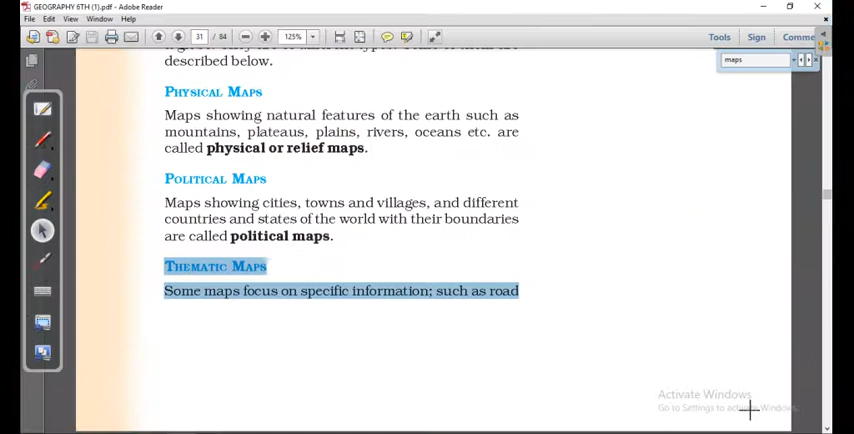 GEOGRAPHY 6TH (1).pdf - Adobe Reader
File Edit View Window Help
31 / 84 125% Tools Sign Comme
maps
described below.
PHYSICAL MAPS
Maps showing natural features of the earth such as
mountains, plateaus, plains, rivers, oceans etc. are
called physical or relief maps.
POLITICAL MAPS
Maps showing cities, towns and villages, and different
countries and states of the world with their boundaries
are called political maps.
THEMATIC MAPS
Some maps focus on specific information; such as road
Activate Windows
Go to Settings to activate Windows.